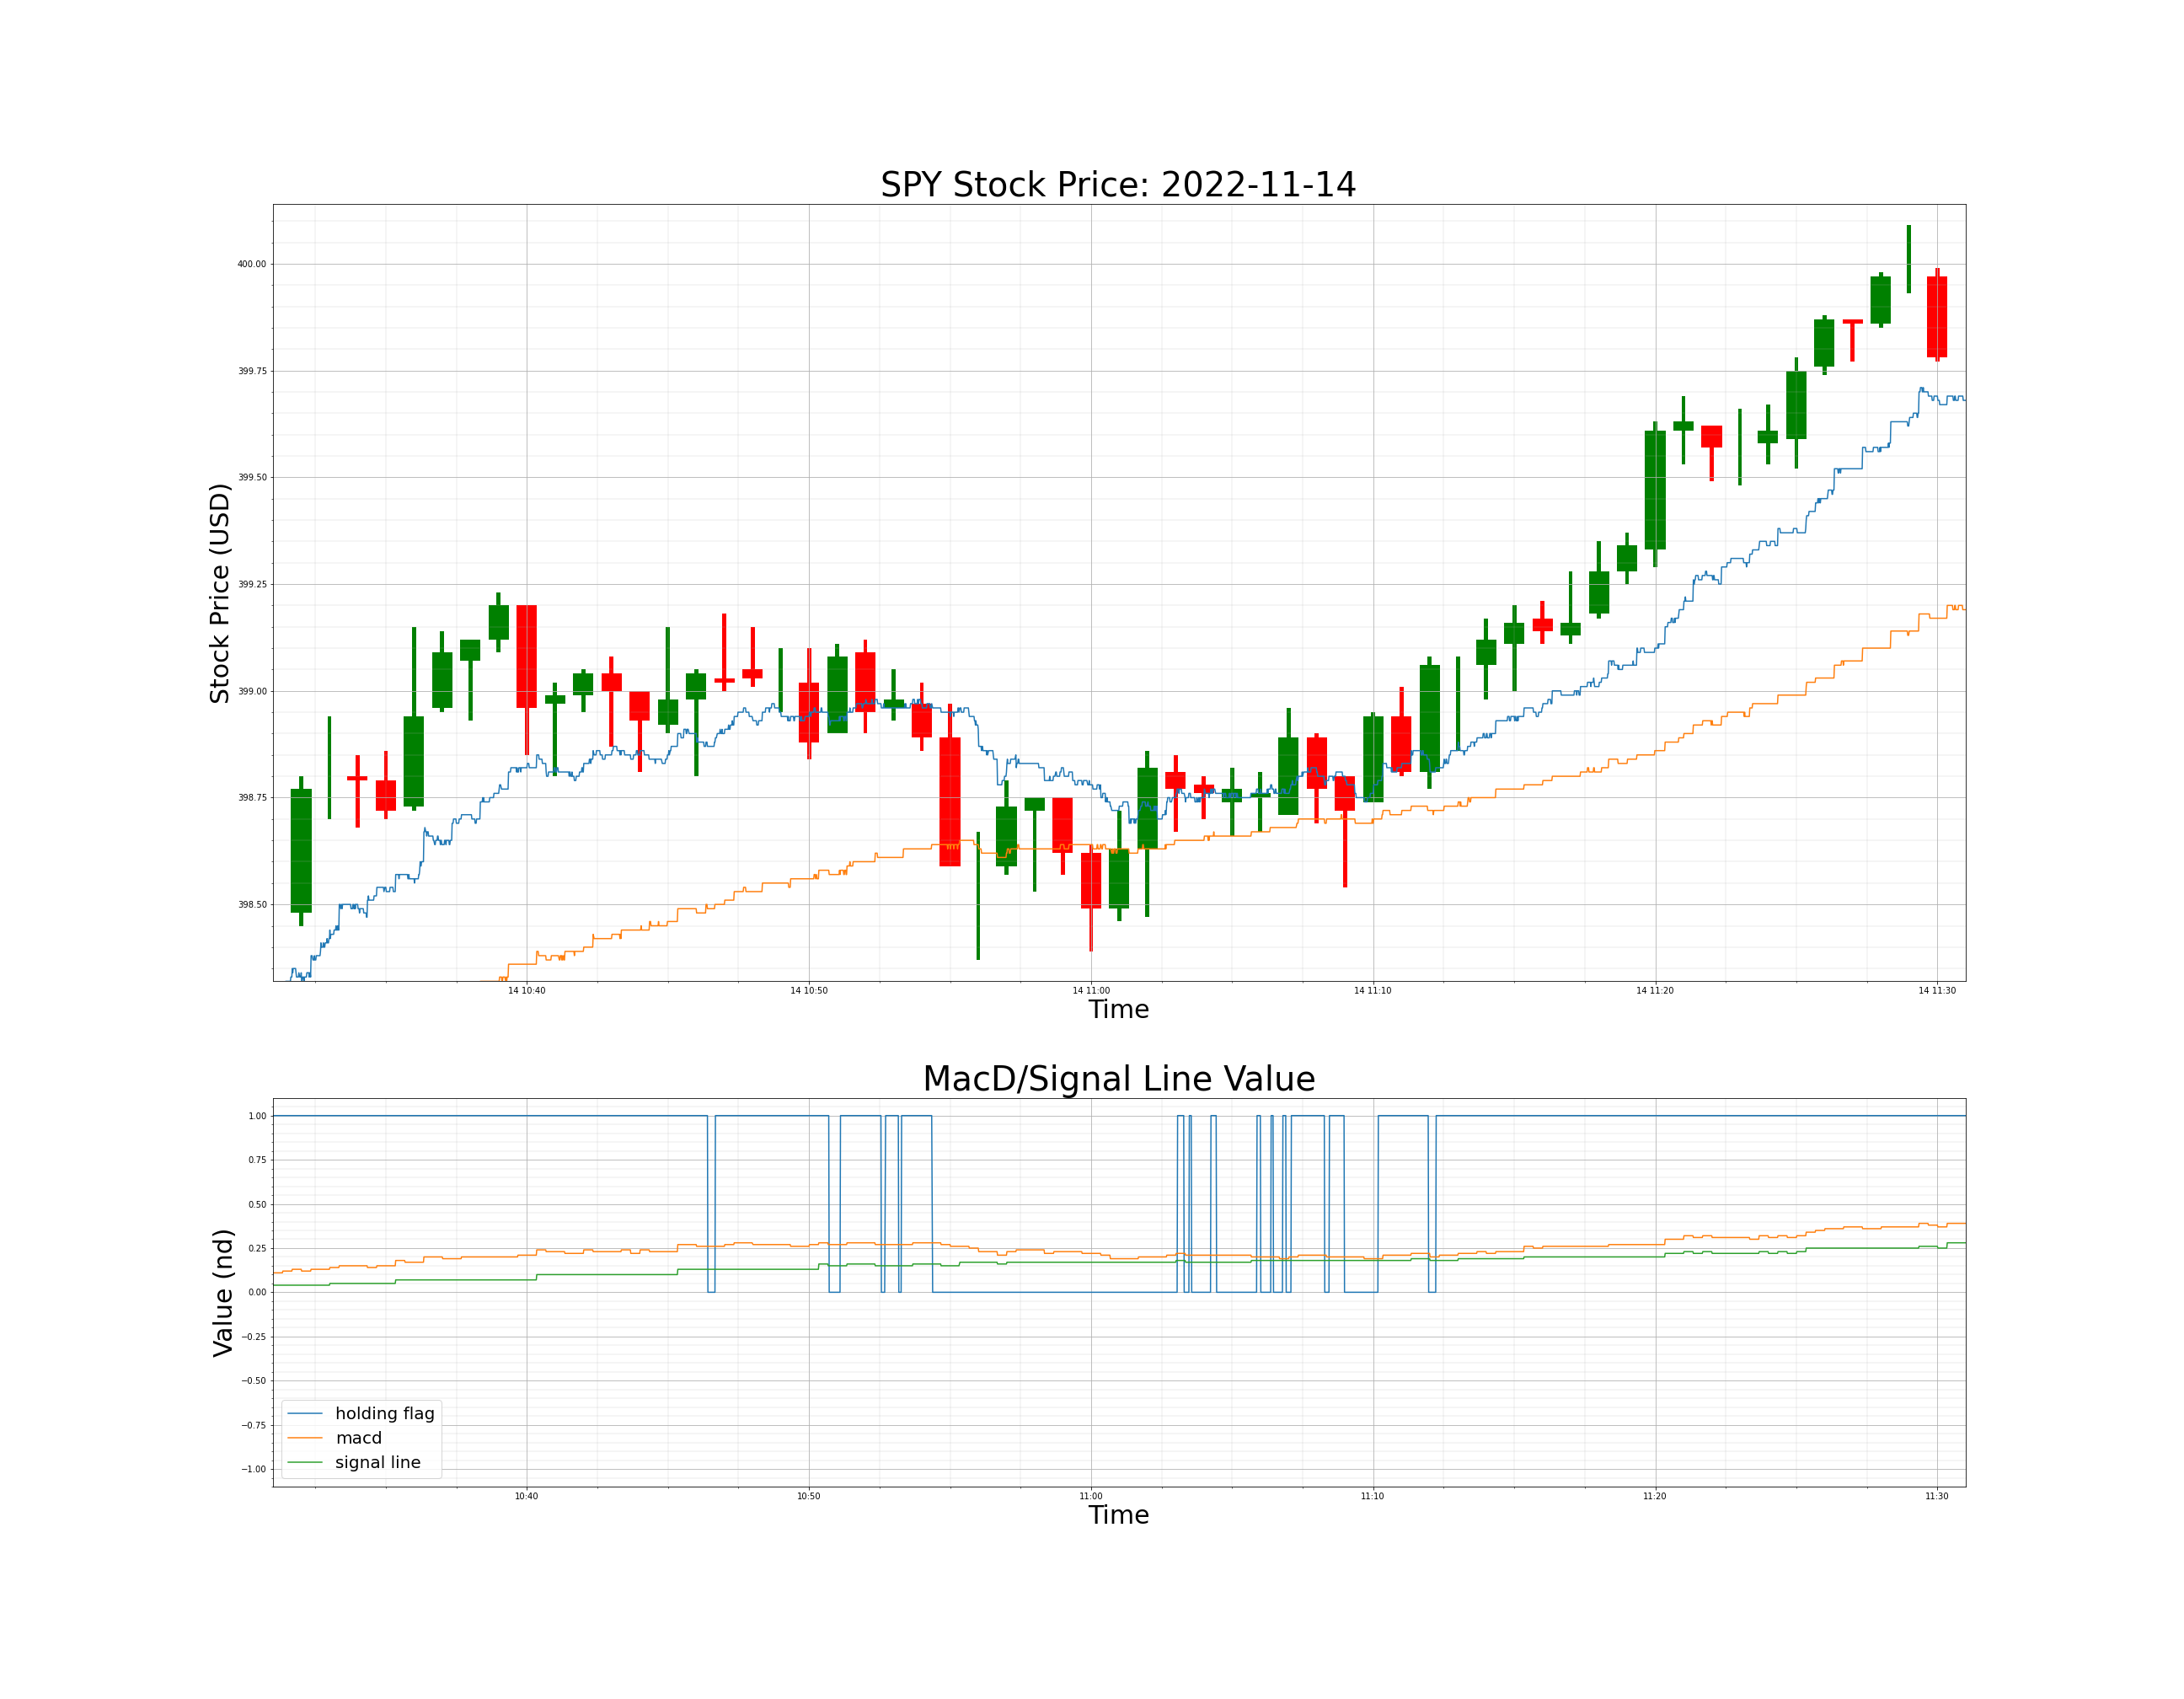 SPY Stock Price: 2022-11-14
400.00
399.75
399.50
399.25
399.00
398.75
398.50
Stock Price (USD)
14 10:40 14 10:50 14 11:00 14 11:10 14 11:20 14 11:30
Time
MacD/Signal Line Value
1.00
0.75
0.50
0.25
0.00
−0.25
−0.50
−0.75
−1.00
Value (nd)
holding flag
macd
signal line
10:40 10:50 11:00 11:10 11:20 11:30
Time